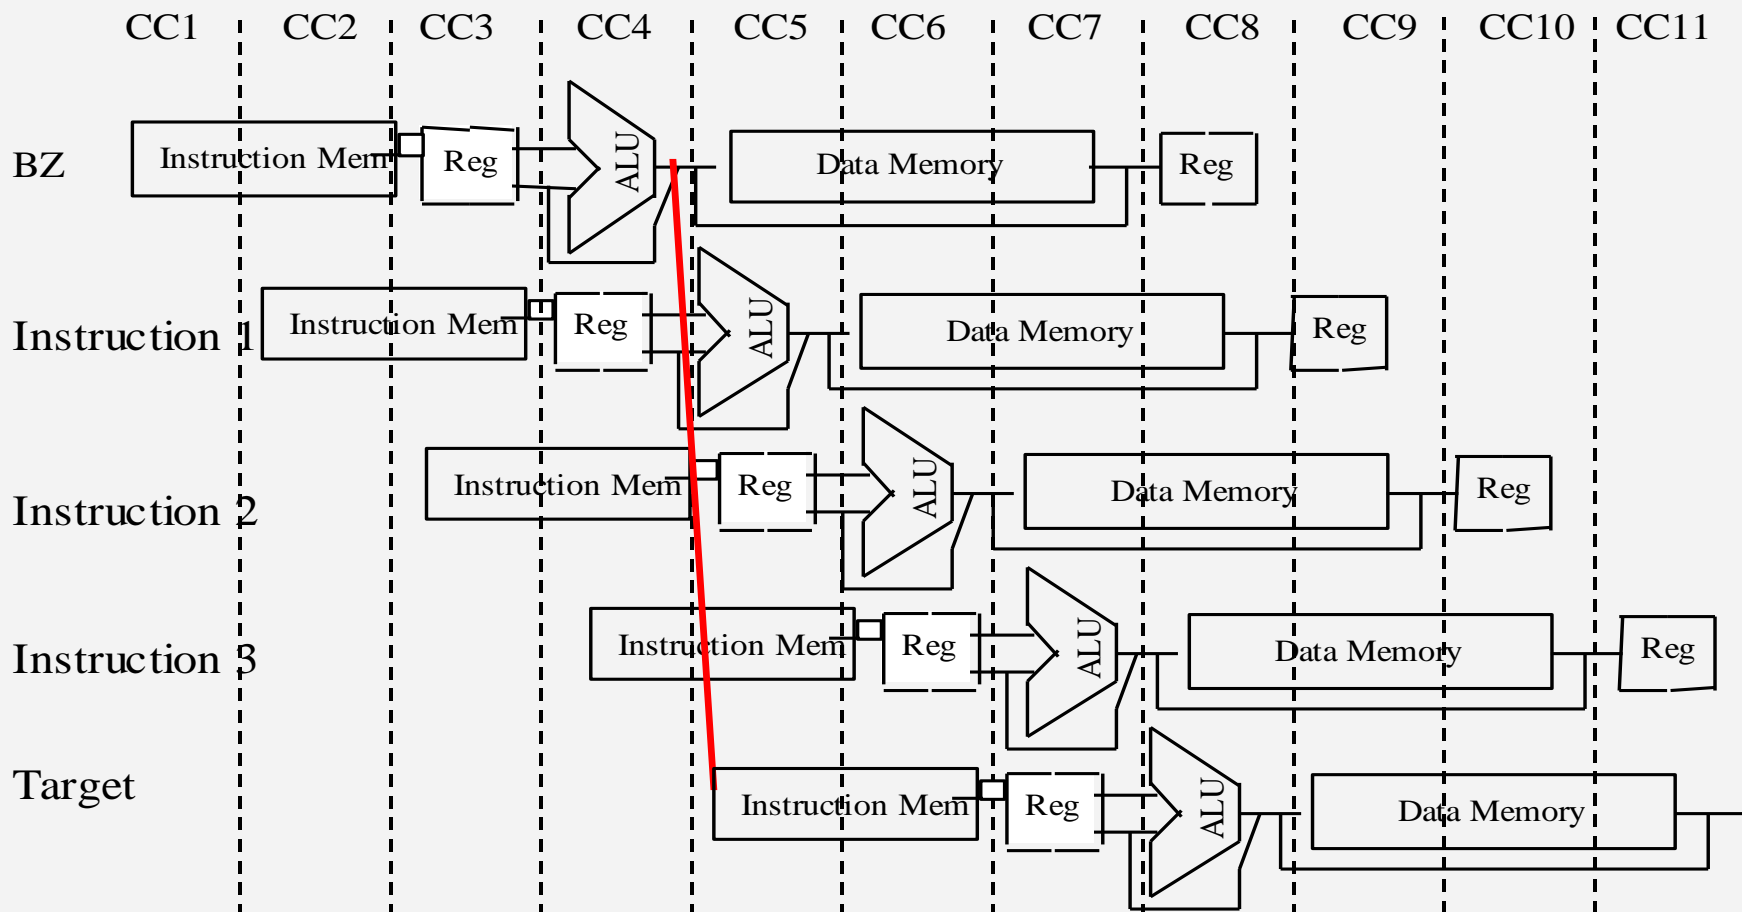 CC1 CC2 CC3 CC4 CC5 CC6 CC7 CC8 CC9 CC10 CC11
BZ Instruction Mem Reg ALU Data Memory Reg
Instruction 1 Instruction Mem Reg ALU Data Memory Reg
Instruction 2 Instruction Mem Reg ALU Data Memory Reg
Instruction 3 Instruction Mem Reg ALU Data Memory Reg
Target Instruction Mem Reg ALU Data Memory